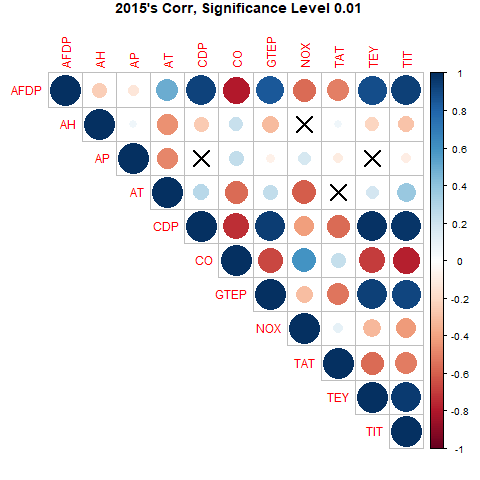 2015's Corr, Significance Level 0.01
AFDP AH AP AT CDP CO GTEP NOX TAT TEY TIT
AFDP
AH
AP
AT
CDP
CO
GTEP
NOX
TAT
TEY
TIT
1
0.8
0.6
0.4
0.2
0
-0.2
-0.4
-0.6
-0.8
-1